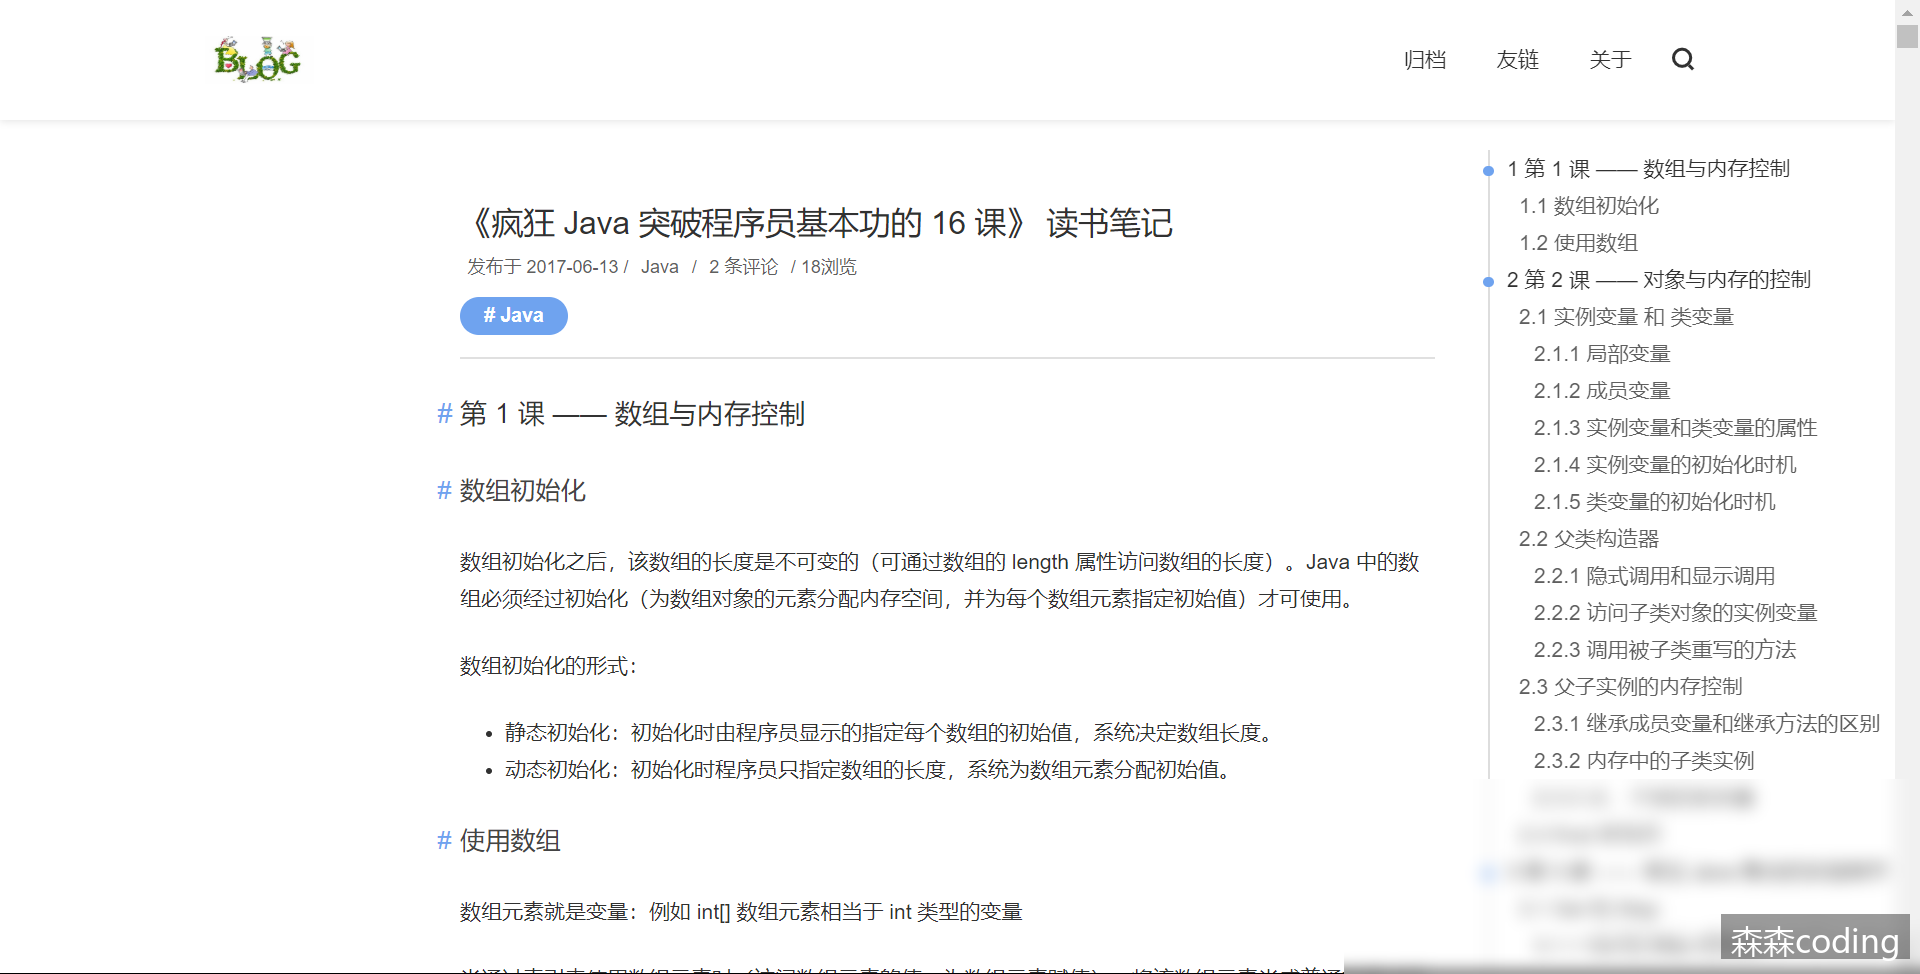 BLOG
归档 友链 关于
《疯狂 Java 突破程序员基本功的 16 课》 读书笔记
发布于 2017-06-13 / Java / 2 条评论 / 18浏览
# Java
# 第 1 课 —— 数组与内存控制
# 数组初始化
数组初始化之后，该数组的长度是不可变的（可通过数组的 length 属性访问数组的长度）。Java 中的数
组必须经过初始化（为数组对象的元素分配内存空间，并为每个数组元素指定初始值）才可使用。
数组初始化的形式：
• 静态初始化：初始化时由程序员显示的指定每个数组的初始值，系统决定数组长度。
• 动态初始化：初始化时程序员只指定数组的长度，系统为数组元素分配初始值。
# 使用数组
数组元素就是变量：例如 int[] 数组元素相当于 int 类型的变量
1 第 1 课 —— 数组与内存控制
1.1 数组初始化
1.2 使用数组
2 第 2 课 —— 对象与内存的控制
2.1 实例变量 和 类变量
2.1.1 局部变量
2.1.2 成员变量
2.1.3 实例变量和类变量的属性
2.1.4 实例变量的初始化时机
2.1.5 类变量的初始化时机
2.2 父类构造器
2.2.1 隐式调用和显示调用
2.2.2 访问子类对象的实例变量
2.2.3 调用被子类重写的方法
2.3 父子实例的内存控制
2.3.1 继承成员变量和继承方法的区别
2.3.2 内存中的子类实例
森森coding